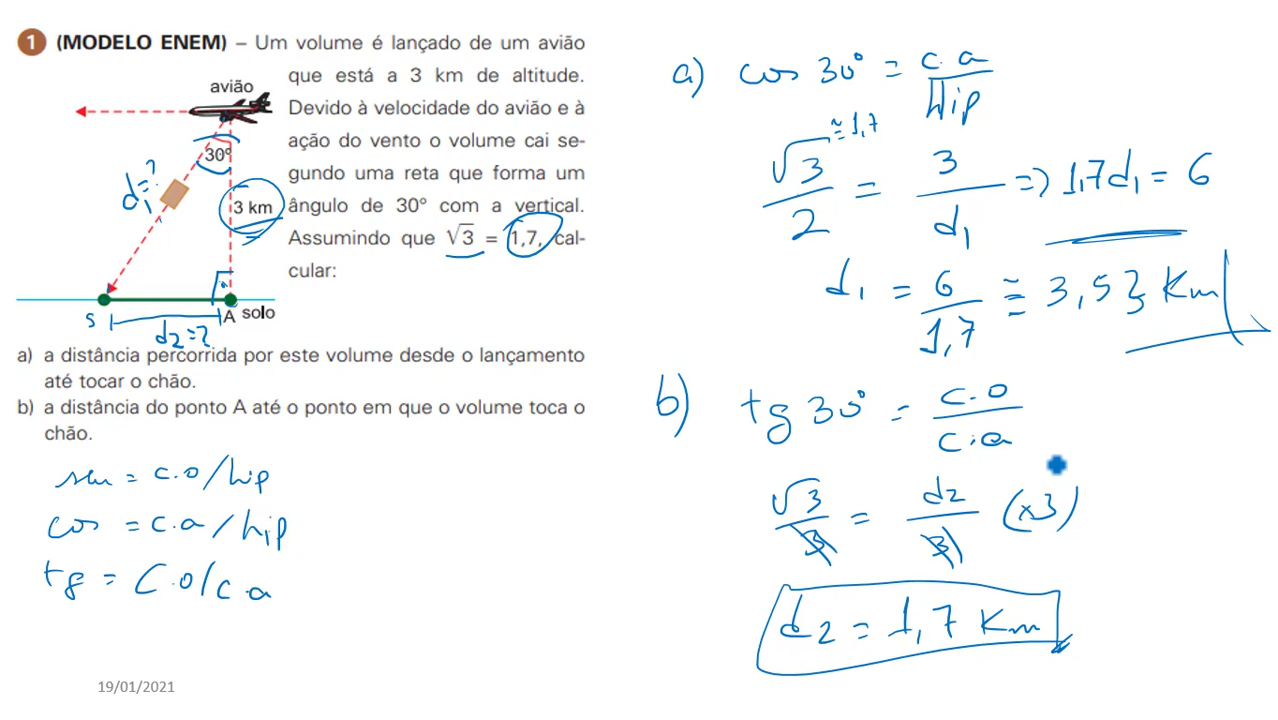 1 (MODELO ENEM) – Um volume é lançado de um avião
que está a 3 km de altitude.
Devido à velocidade do avião e à
ação do vento o volume cai se-
gundo uma reta que forma um
ângulo de 30° com a vertical.
Assumindo que √3 = 1,7, cal-
cular:
avião
30°
d1=?
3 km
S
A solo
d2=?
a) a distância percorrida por este volume desde o lançamento
até tocar o chão.
b) a distância do ponto A até o ponto em que o volume toca o
chão.
sen = c.o/hip
cos = c.a/hip
tg = C.o/c.a
19/01/2021
a) cos 30° = c.a/Hip
√3/2 = 3/d1 => 1,7d1 = 6
≅1,7
d1 = 6/1,7 ≅ 3,53 Km
b) tg 30° = c.o/c.a
√3/3 = d2/3 (x3)
d2 = 1,7 Km